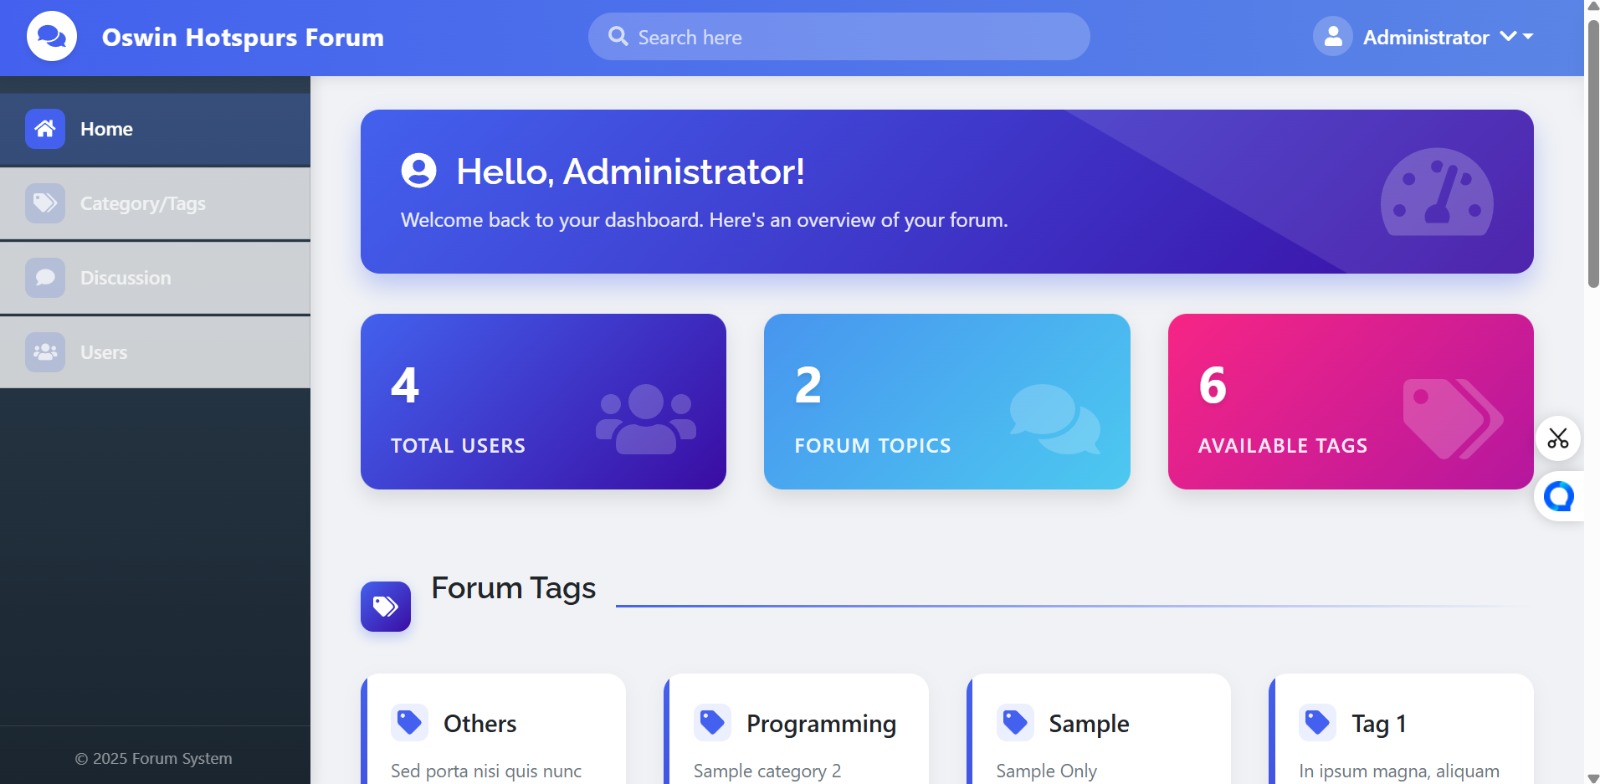 Oswin Hotspurs Forum
Search here
Administrator
Home
Category/Tags
Discussion
Users
© 2025 Forum System
Hello, Administrator!
Welcome back to your dashboard. Here's an overview of your forum.
4
TOTAL USERS
2
FORUM TOPICS
6
AVAILABLE TAGS
Forum Tags
Others
Sed porta nisi quis nunc
Programming
Sample category 2
Sample
Sample Only
Tag 1
In ipsum magna, aliquam